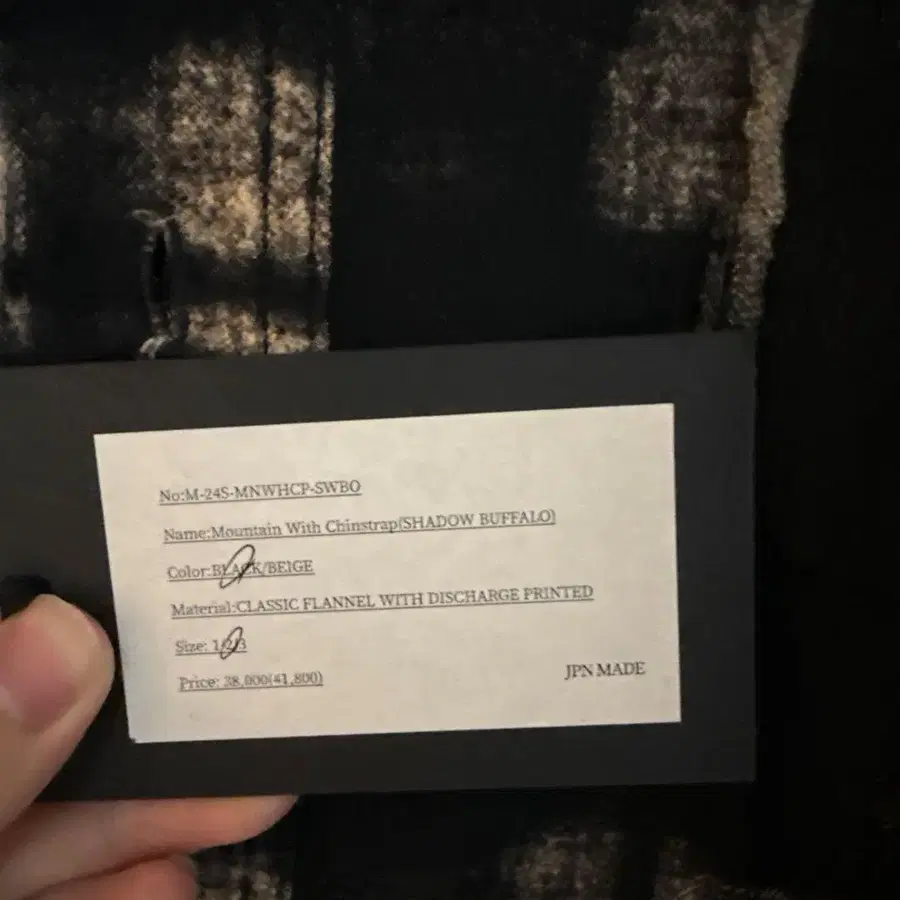 No:M-24S-MNWHCP-SWBO
Name:Mountain With Chinstrap(SHADOW BUFFALO)
Color:BLACK/BEIGE
Material:CLASSIC FLANNEL WITH DISCHARGE PRINTED
Size: 1/2/3
Price: 38,000(41,800)
JPN MADE